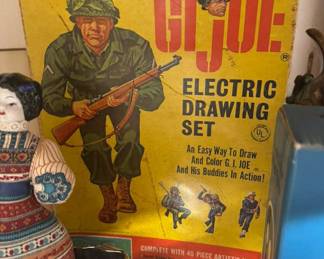 GI JOE
®
ELECTRIC
DRAWING
SET
UL
An Easy Way To Draw
And Color G.I. JOE
And His Buddies In Action!
COMPLETE WITH 40 PIECE